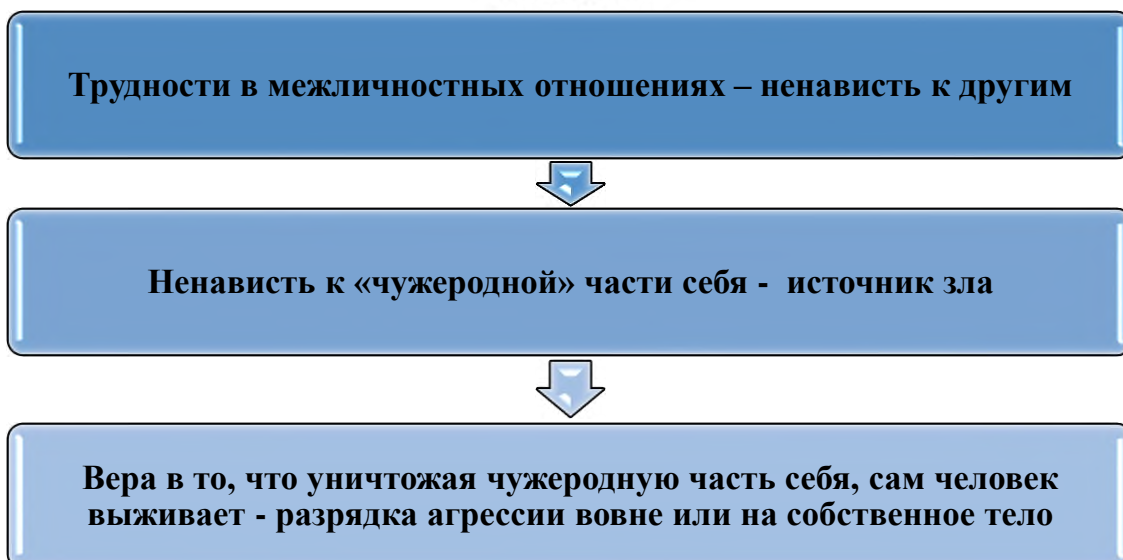 Трудности в межличностных отношениях – ненависть к другим
Ненависть к «чужеродной» части себя - источник зла
Вера в то, что уничтожая чужеродную часть себя, сам человек
выживает - разрядка агрессии вовне или на собственное тело